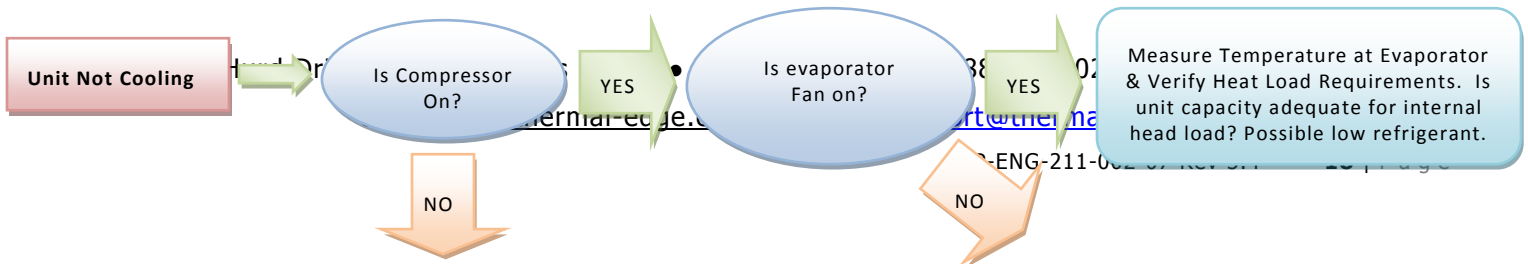 Unit Not Cooling
Is Compressor
On?
YES
Is evaporator
Fan on?
YES
Measure Temperature at Evaporator
& Verify Heat Load Requirements. Is
unit capacity adequate for internal
head load? Possible low refrigerant.
NO
NO